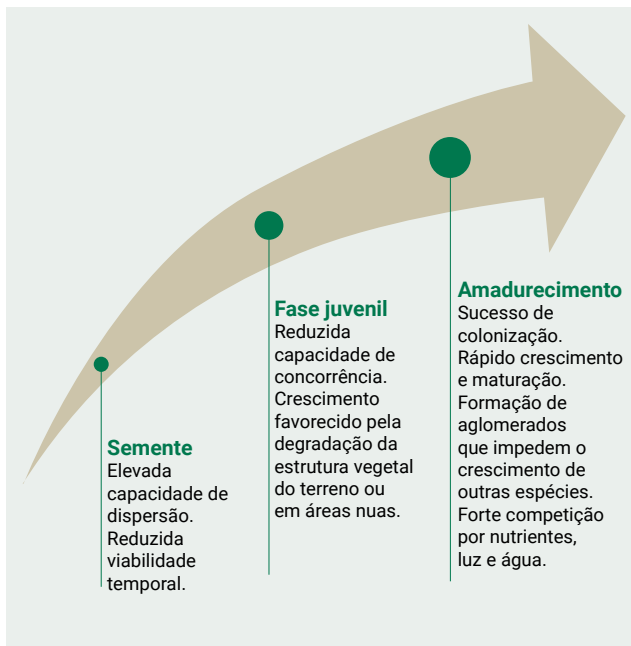 Semente
Elevada
capacidade de
dispersão.
Reduzida
viabilidade
temporal.
Fase juvenil
Reduzida
capacidade de
concorrência.
Crescimento
favorecido pela
degradação da
estrutura vegetal
do terreno ou
em áreas nuas.
Amadurecimento
Sucesso de
colonização.
Rápido crescimento
e maturação.
Formação de
aglomerados
que impedem o
crescimento de
outras espécies.
Forte competição
por nutrientes,
luz e água.